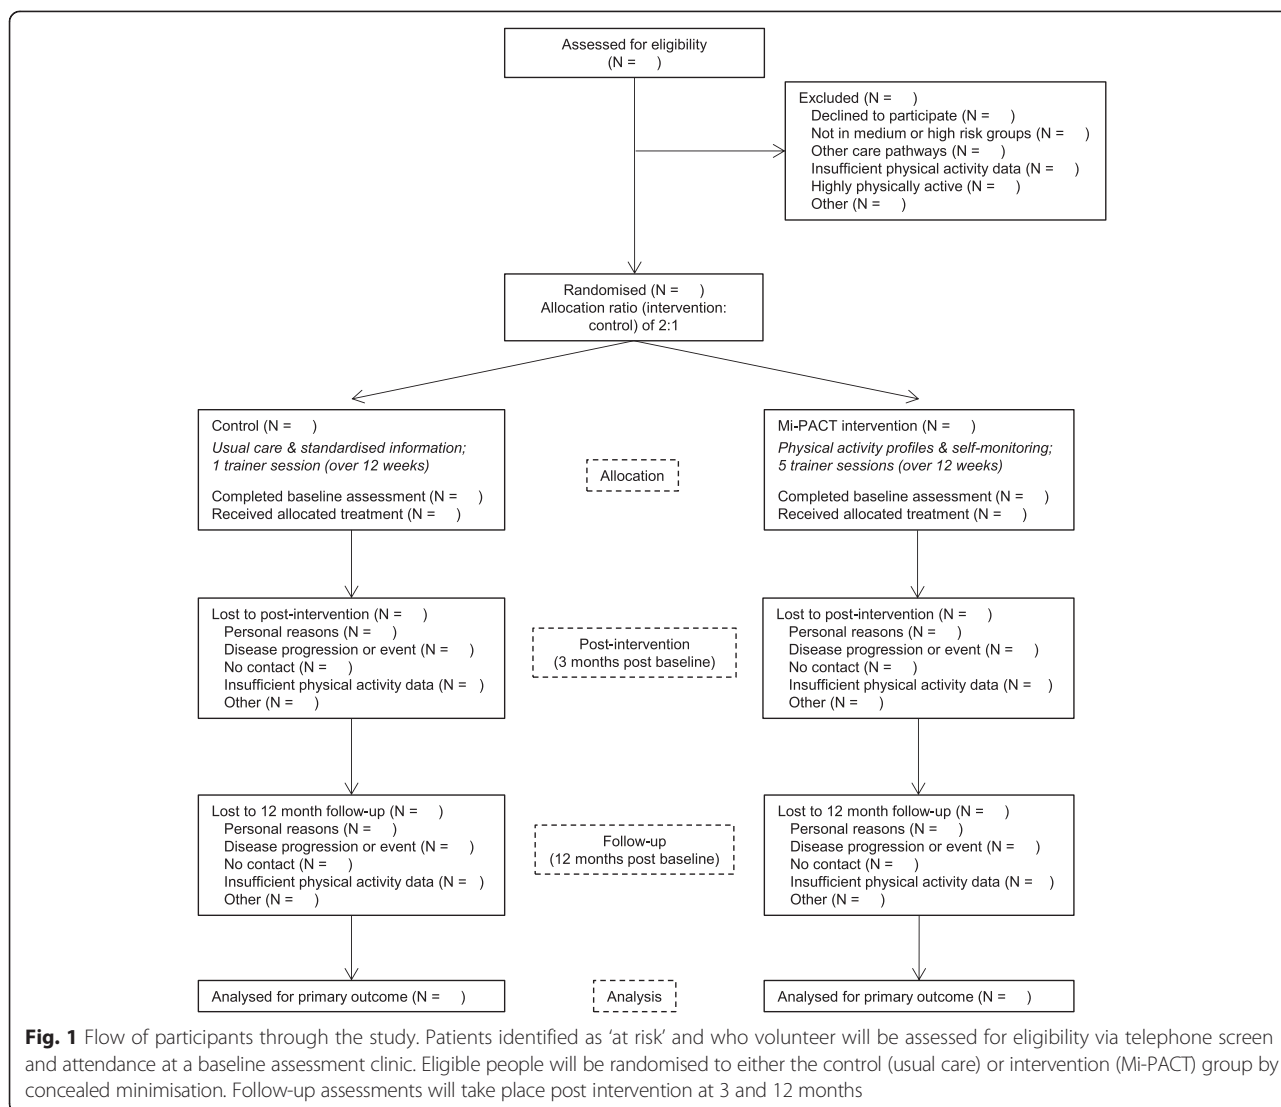 Assessed for eligibility
(N =    )
Excluded (N =    )
Declined to participate (N =    )
Not in medium or high risk groups (N =    )
Other care pathways (N =    )
Insufficient physical activity data (N =    )
Highly physically active (N =    )
Other (N =    )
Randomised (N =    )
Allocation ratio (intervention:
control) of 2:1
Control (N =    )
Usual care & standardised information;
1 trainer session (over 12 weeks)
Completed baseline assessment (N =    )
Received allocated treatment (N =    )
Allocation
Mi-PACT intervention (N =    )
Physical activity profiles & self-monitoring;
5 trainer sessions (over 12 weeks)
Completed baseline assessment (N =    )
Received allocated treatment (N =    )
Lost to post-intervention (N =    )
Personal reasons (N =    )
Disease progression or event (N =    )
No contact (N =    )
Insufficient physical activity data (N =    )
Other (N =    )
Post-intervention
(3 months post baseline)
Lost to post-intervention (N =    )
Personal reasons (N =    )
Disease progression or event (N =    )
No contact (N =    )
Insufficient physical activity data (N =    )
Other (N =    )
Lost to 12 month follow-up (N =    )
Personal reasons (N =    )
Disease progression or event (N =    )
No contact (N =    )
Insufficient physical activity data (N =    )
Other (N =    )
Follow-up
(12 months post baseline)
Lost to 12 month follow-up (N =    )
Personal reasons (N =    )
Disease progression or event (N =    )
No contact (N =    )
Insufficient physical activity data (N =    )
Other (N =    )
Analysed for primary outcome (N =    )
Analysis
Analysed for primary outcome (N =    )
Fig. 1 Flow of participants through the study. Patients identified as ‘at risk’ and who volunteer will be assessed for eligibility via telephone screen
and attendance at a baseline assessment clinic. Eligible people will be randomised to either the control (usual care) or intervention (Mi-PACT) group by
concealed minimisation. Follow-up assessments will take place post intervention at 3 and 12 months